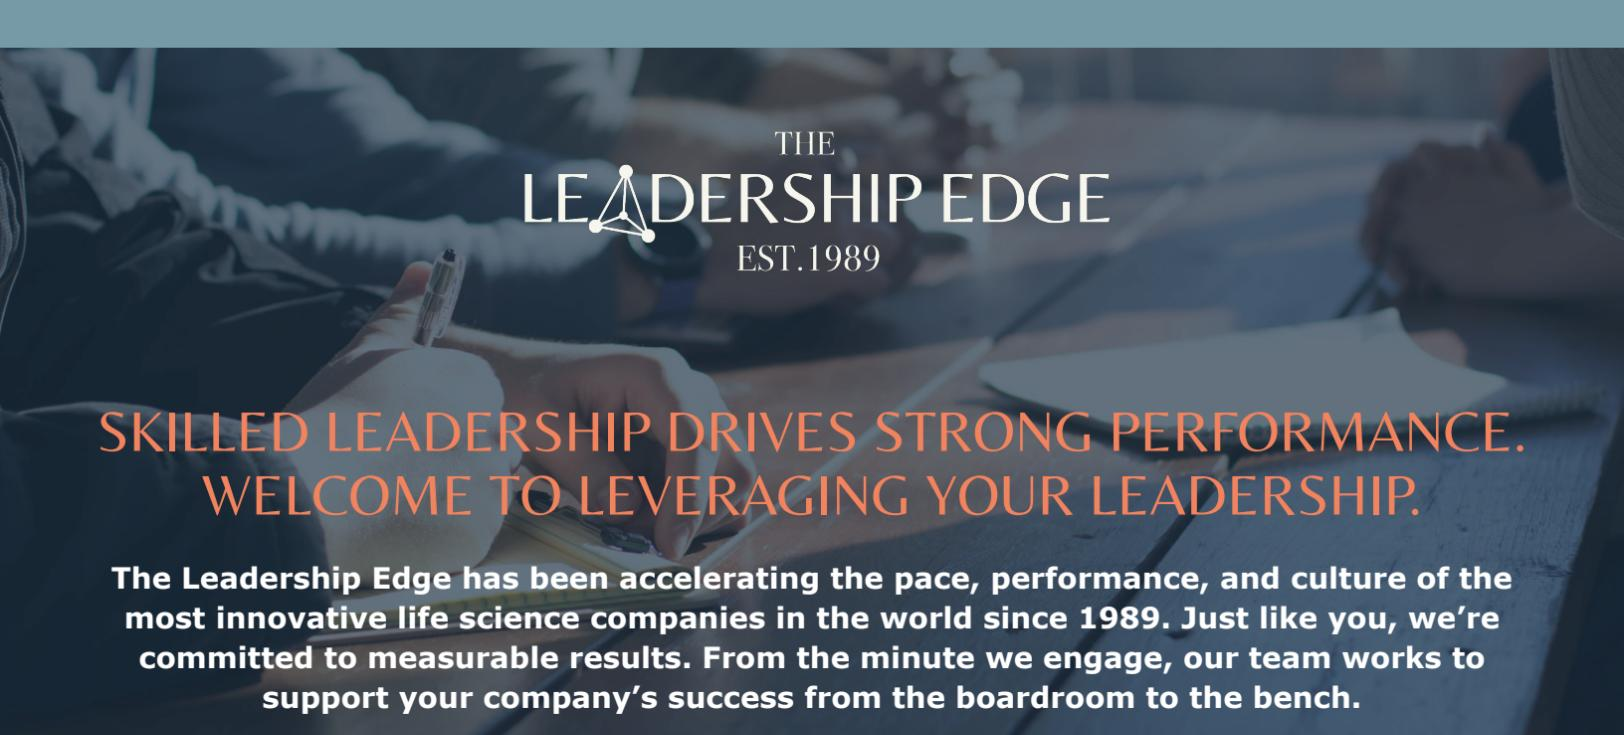 THE
LEADERSHIP EDGE
EST.1989
SKILLED LEADERSHIP DRIVES STRONG PERFORMANCE.
WELCOME TO LEVERAGING YOUR LEADERSHIP.
The Leadership Edge has been accelerating the pace, performance, and culture of the
most innovative life science companies in the world since 1989. Just like you, we’re
committed to measurable results. From the minute we engage, our team works to
support your company’s success from the boardroom to the bench.